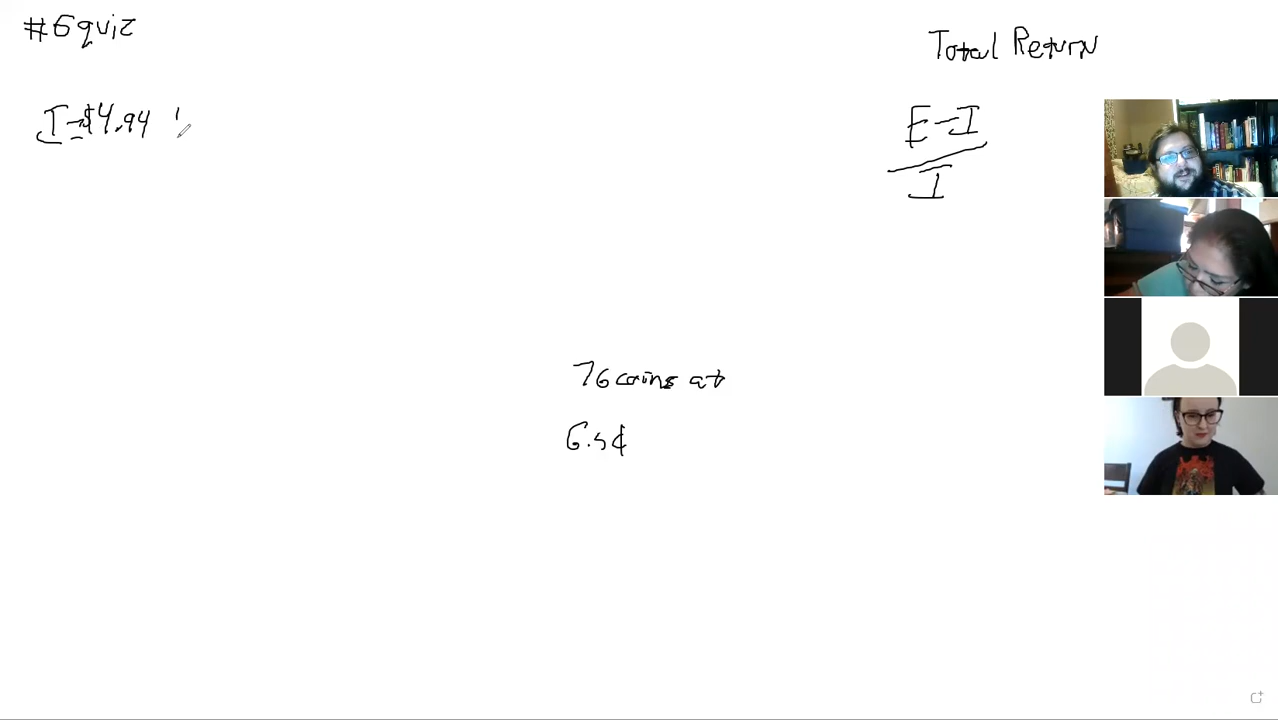 #6 quiz
Total Return
I=$4.94
E-I
I
76 coins at
6.5¢